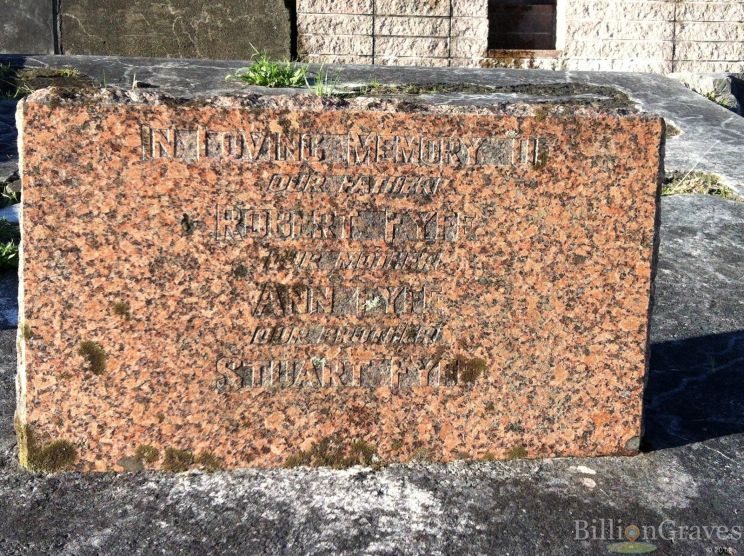 IN LOVING MEMORY OF
OUR FATHER
ROBERT FYFE
OUR MOTHER
ANN FYFE
OUR BROTHER
STUART FYFE
BillionGraves